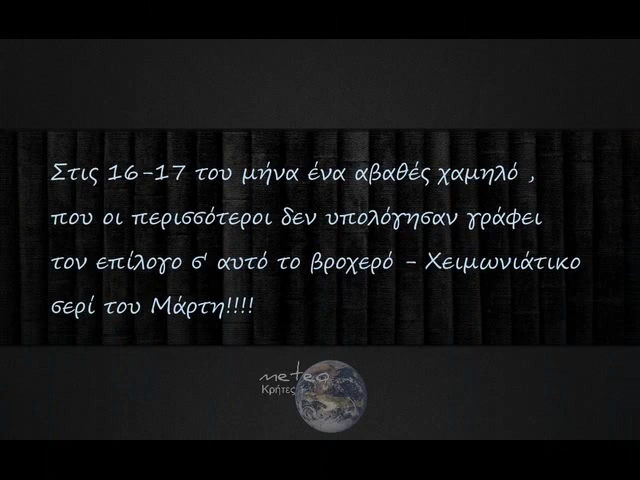 Στις 16-17 του μήνα ένα αβαθές χαμηλό ,
που οι περισσότεροι δεν υπολόγησαν γράφει
τον επίλογο σ' αυτό το βροχερό - Χειμωνιάτικο
σερί του Μάρτη!!!!
meteo
Κρήτες